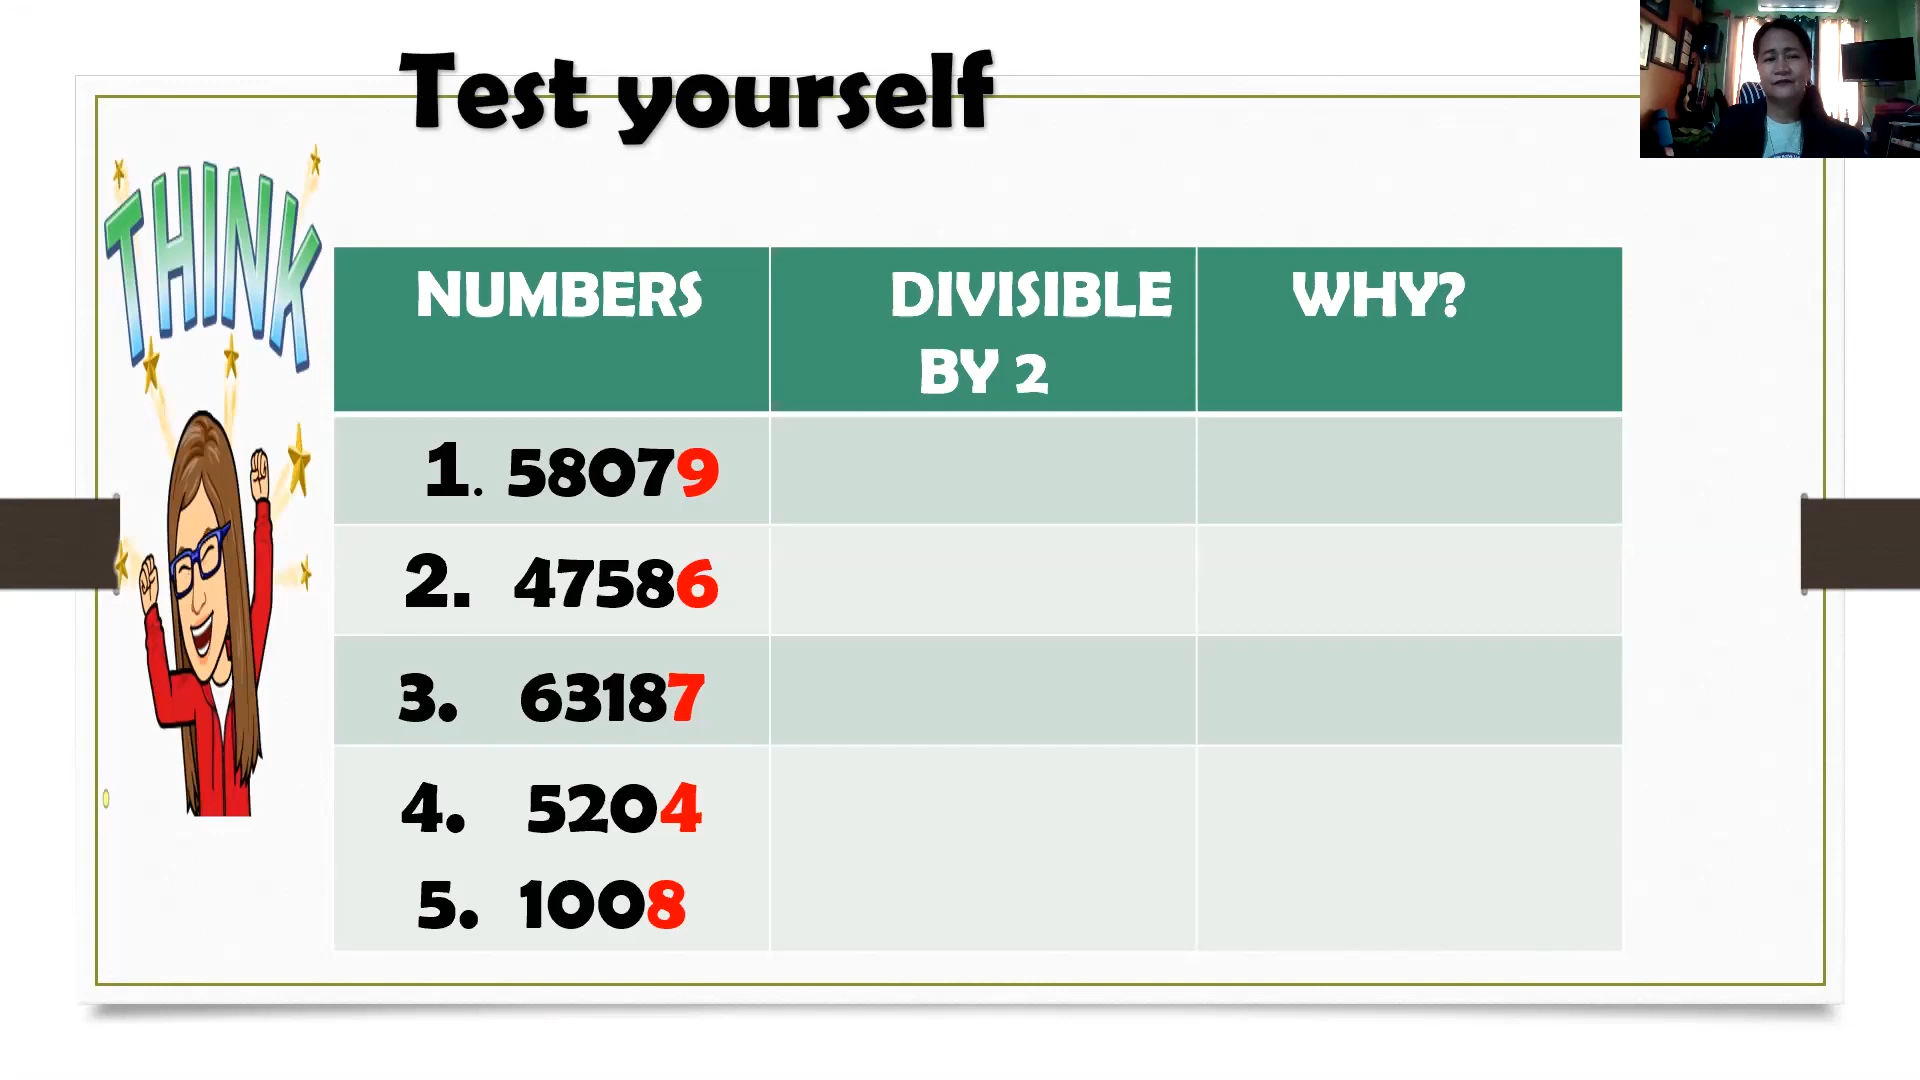 Test yourself
THINK
NUMBERS DIVISIBLE WHY?
BY 2
1. 58079
2. 47586
3. 63187
4. 5204
5. 1008